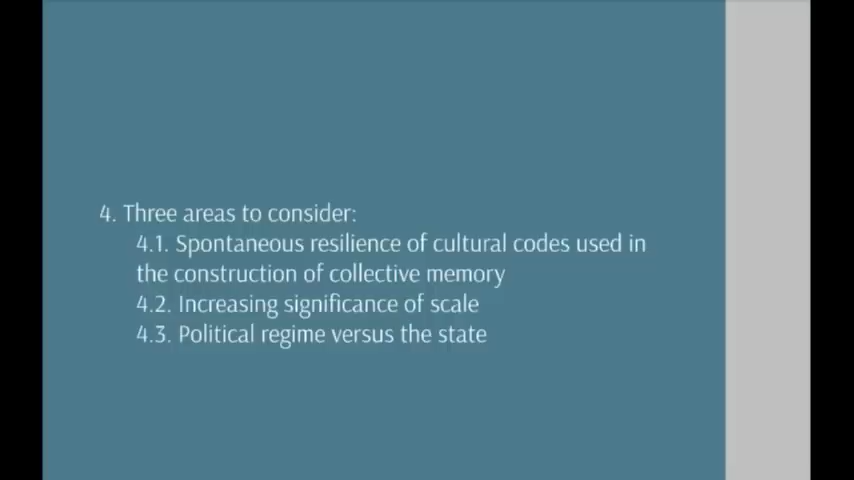 4. Three areas to consider:
4.1. Spontaneous resilience of cultural codes used in
the construction of collective memory
4.2. Increasing significance of scale
4.3. Political regime versus the state